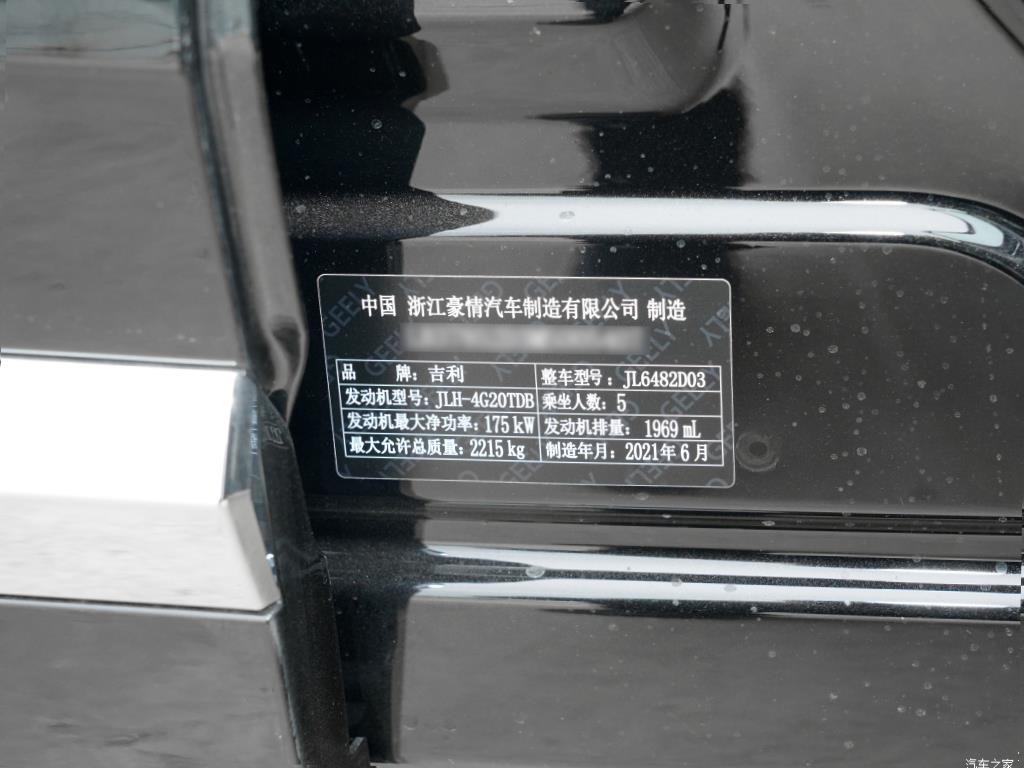 中国 浙江豪情汽车制造有限公司 制造
品 牌：吉利 整车型号：JL6482D03
发动机型号：JLH-4G20TDB 乘坐人数：5
发动机最大净功率：175 kW 发动机排量：1969 mL
最大允许总质量：2215 kg 制造年月：2021年6月
GEELY
GEELY
GEELY
汽车之家